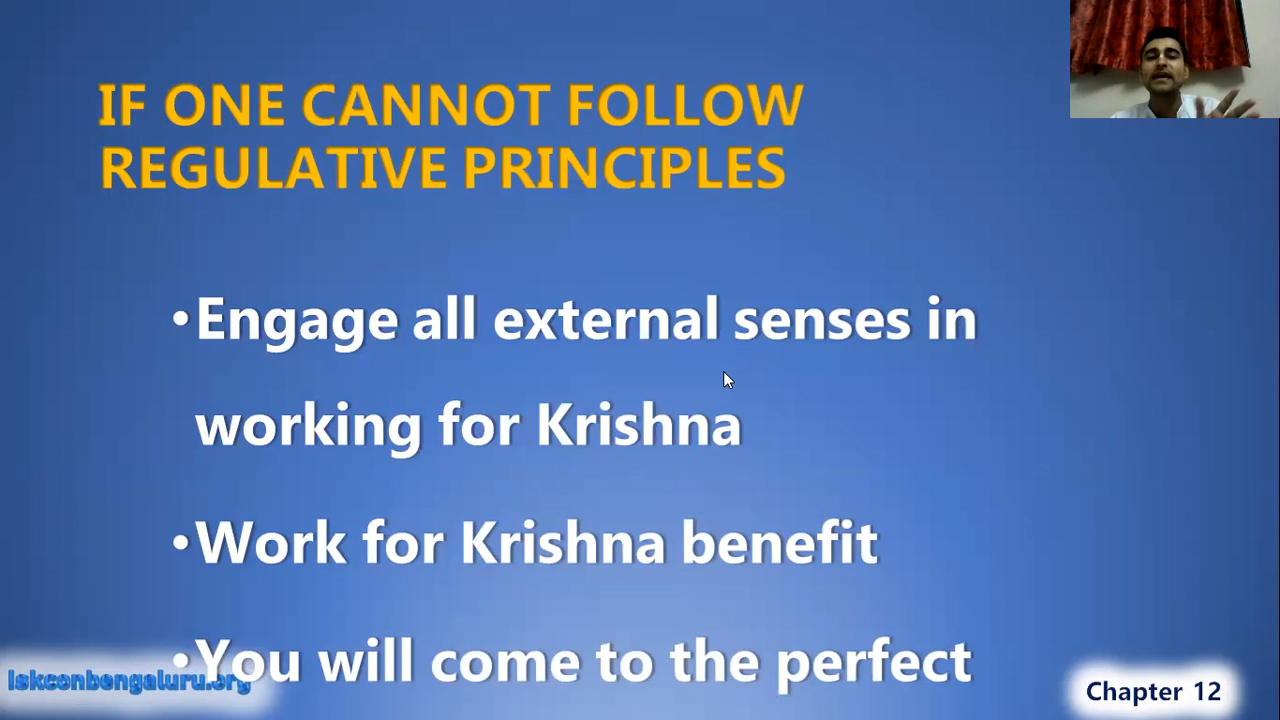 IF ONE CANNOT FOLLOW
REGULATIVE PRINCIPLES
•Engage all external senses in
working for Krishna
•Work for Krishna benefit
•You will come to the perfect
Iskconbengaluru.org
Chapter 12